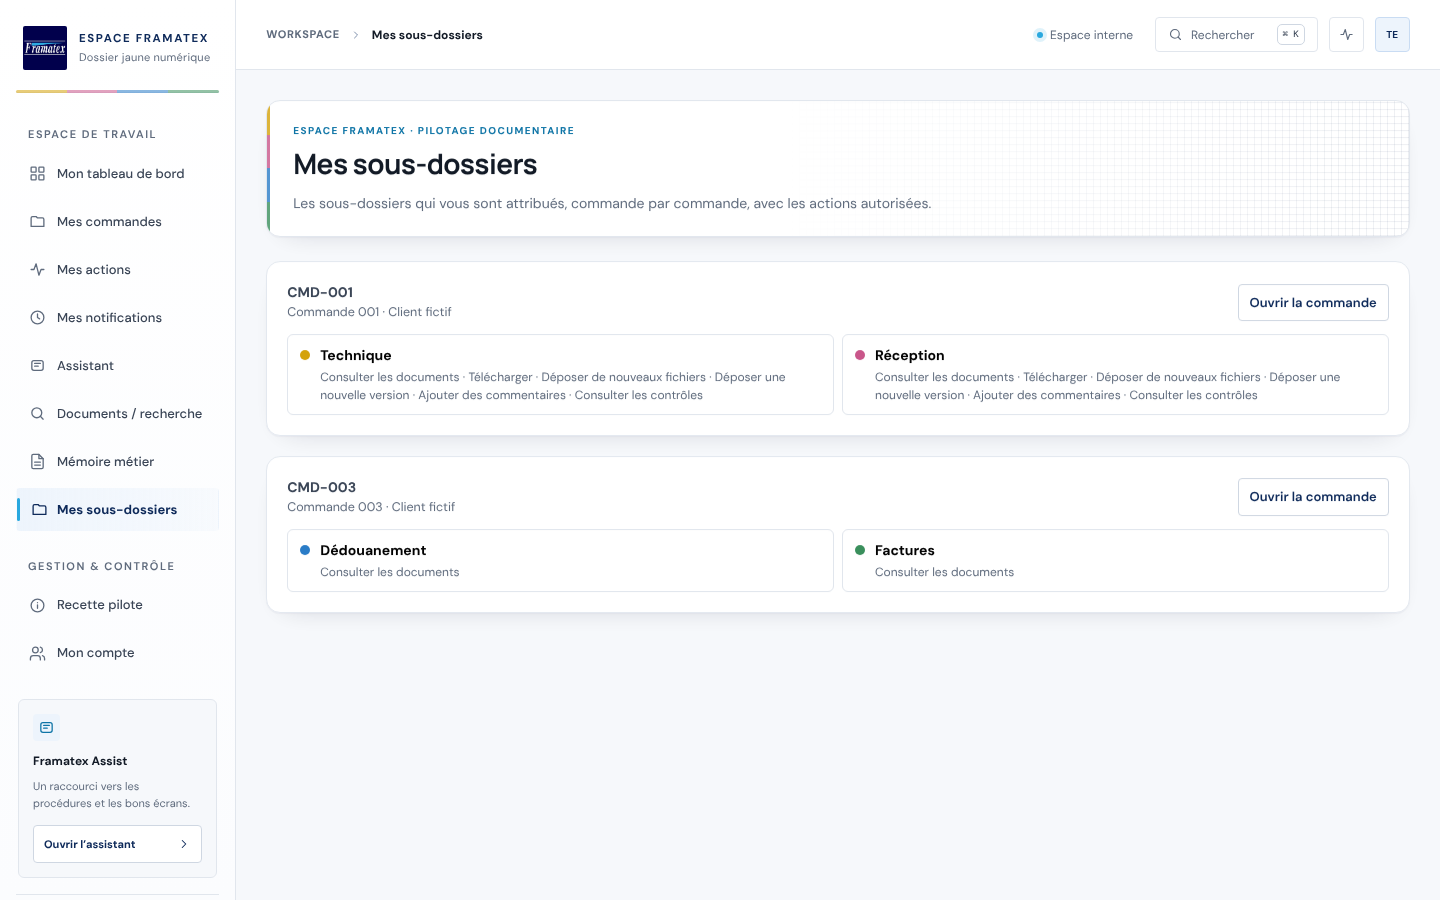 Framatex
ESPACE FRAMATEX
Dossier jaune numérique
ESPACE DE TRAVAIL
Mon tableau de bord
Mes commandes
Mes actions
Mes notifications
Assistant
Documents / recherche
Mémoire métier
Mes sous-dossiers
GESTION & CONTRÔLE
Recette pilote
Mon compte
Framatex Assist
Un raccourci vers les
procédures et les bons écrans.
Ouvrir l’assistant
WORKSPACE
Mes sous-dossiers
Espace interne
Rechercher
⌘ K
TE
ESPACE FRAMATEX · PILOTAGE DOCUMENTAIRE
Mes sous-dossiers
Les sous-dossiers qui vous sont attribués, commande par commande, avec les actions autorisées.
CMD-001
Commande 001 · Client fictif
Ouvrir la commande
Technique
Consulter les documents · Télécharger · Déposer de nouveaux fichiers · Déposer une
nouvelle version · Ajouter des commentaires · Consulter les contrôles
Réception
Consulter les documents · Télécharger · Déposer de nouveaux fichiers · Déposer une
nouvelle version · Ajouter des commentaires · Consulter les contrôles
CMD-003
Commande 003 · Client fictif
Ouvrir la commande
Dédouanement
Consulter les documents
Factures
Consulter les documents